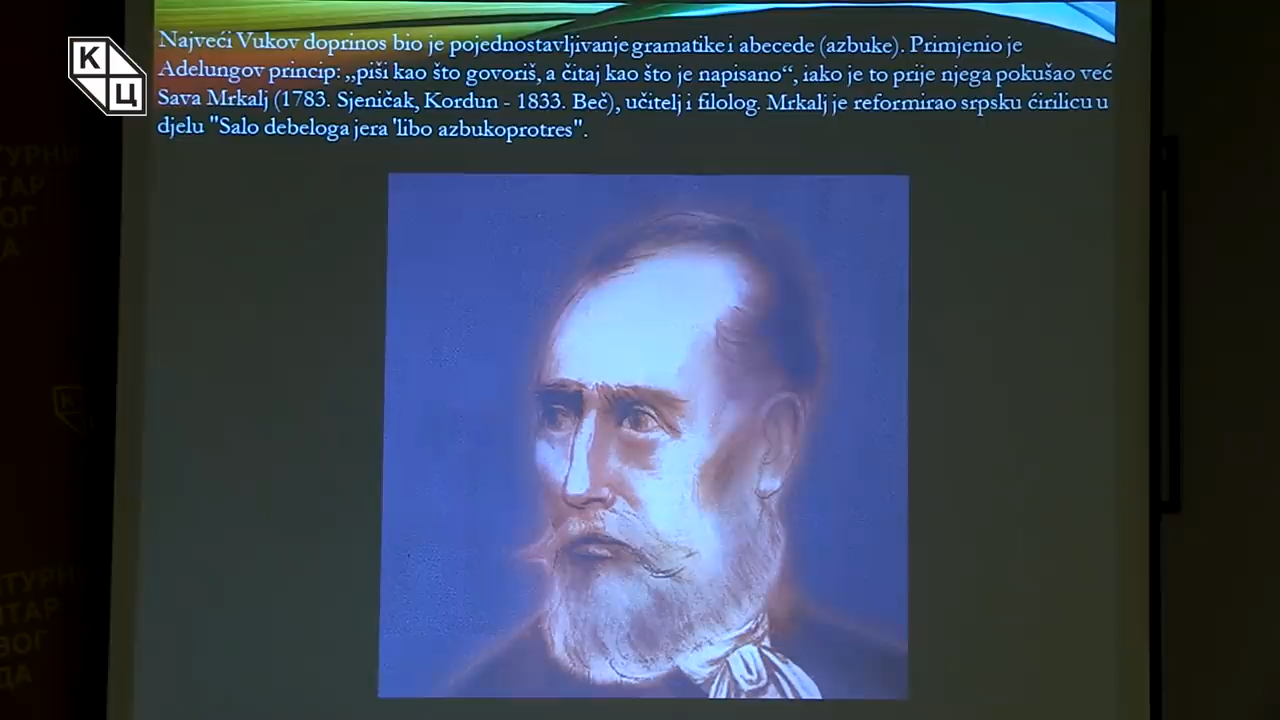 К
Ц
Najveći Vukov doprinos bio je pojednostavljivanje gramatike i abecede (azbuke). Primjenio je
Adelungov princip: „piši kao što govoriš, a čitaj kao što je napisano“, iako je to prije njega pokušao već
Sava Mrkalj (1783. Sjeničak, Kordun - 1833. Beč), učitelj i filolog. Mrkalj je reformirao srpsku ćirilicu u
djelu "Salo debeloga jera 'libo azbukoprotres".